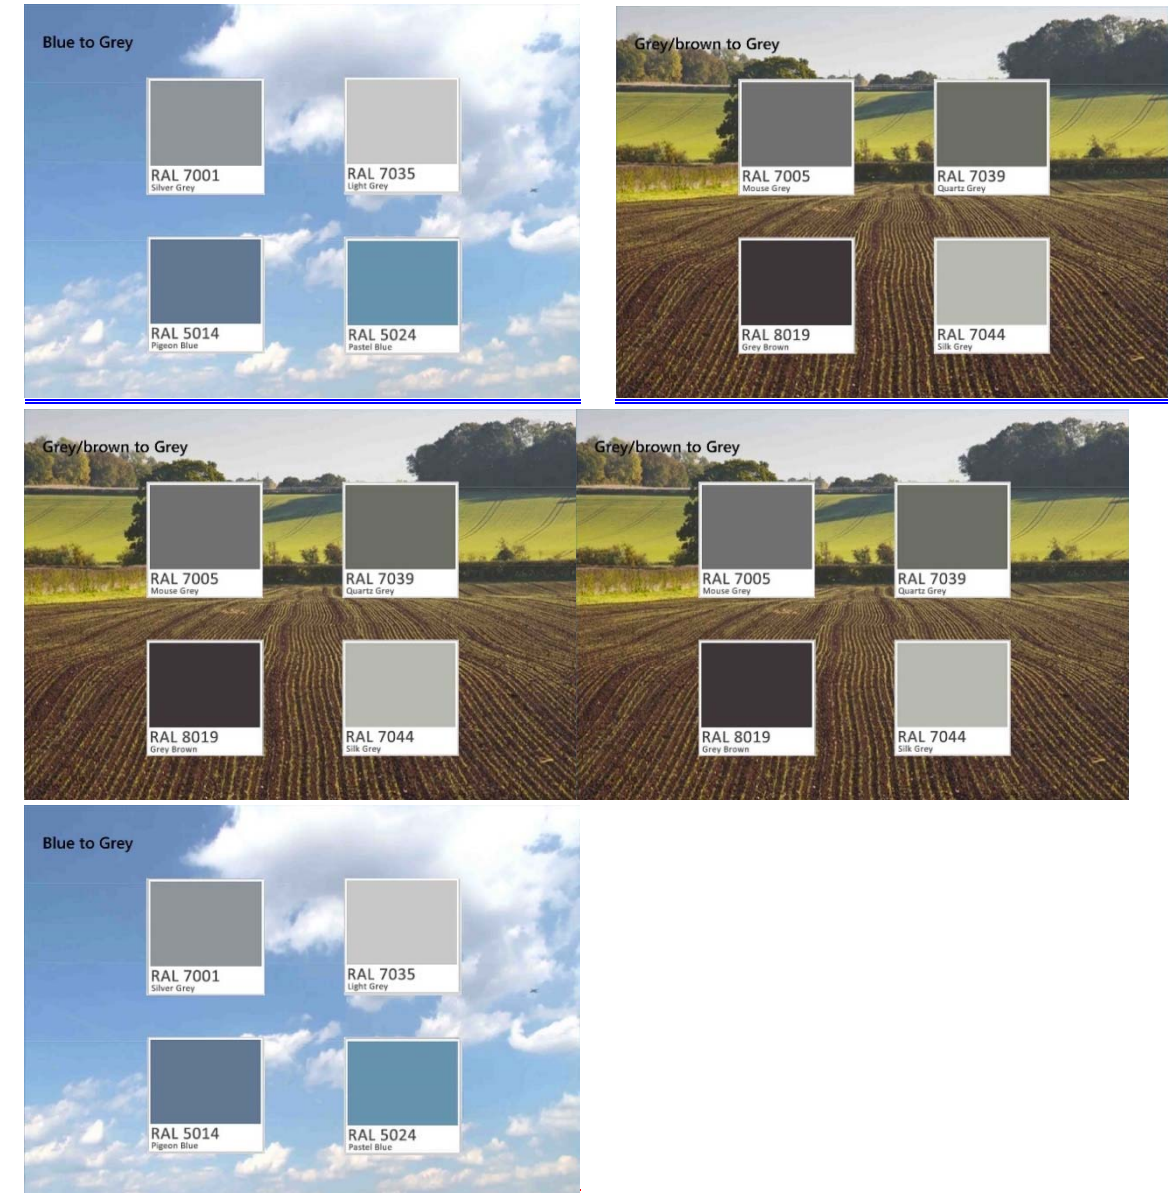 Blue to Grey
RAL 7001
Silver Grey
RAL 7035
Light Grey
RAL 5014
Pigeon Blue
RAL 5024
Pastel Blue
Grey/brown to Grey
RAL 7005
Mouse Grey
RAL 7039
Quartz Grey
RAL 8019
Grey Brown
RAL 7044
Silk Grey
Grey/brown to Grey
RAL 7005
Mouse Grey
RAL 7039
Quartz Grey
RAL 8019
Grey Brown
RAL 7044
Silk Grey
Grey/brown to Grey
RAL 7005
Mouse Grey
RAL 7039
Quartz Grey
RAL 8019
Grey Brown
RAL 7044
Silk Grey
Blue to Grey
RAL 7001
Silver Grey
RAL 7035
Light Grey
RAL 5014
Pigeon Blue
RAL 5024
Pastel Blue